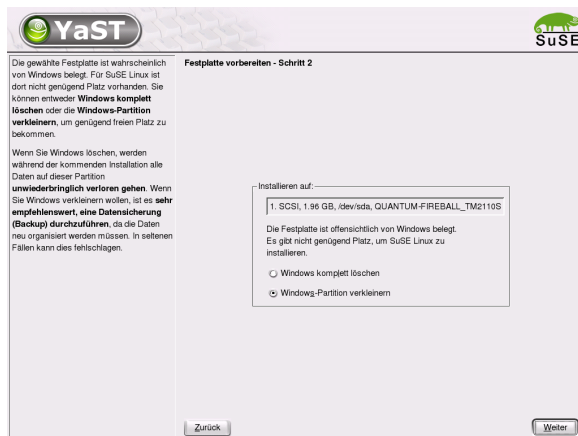 YaST
SuSE
Die gewählte Festplatte ist wahrscheinlich
von Windows belegt. Für SuSE Linux ist
dort nicht genügend Platz vorhanden. Sie
können entweder Windows komplett
löschen oder die Windows-Partition
verkleinern, um genügend freien Platz zu
bekommen.
Wenn Sie Windows löschen, werden
während der kommenden Installation alle
Daten auf dieser Partition
unwiederbringlich verloren gehen. Wenn
Sie Windows verkleinern wollen, ist es sehr
empfehlenswert, eine Datensicherung
(Backup) durchzuführen, da die Daten
neu organisiert werden müssen. In seltenen
Fällen kann dies fehlschlagen.
Festplatte vorbereiten - Schritt 2
Installieren auf:
1. SCSI, 1.96 GB, /dev/sda, QUANTUM-FIREBALL_TM2110S
Die Festplatte ist offensichtlich von Windows belegt.
Es gibt nicht genügend Platz, um SuSE Linux zu
installieren.
Windows komplett löschen
Windows-Partition verkleinern
Zurück
Weiter